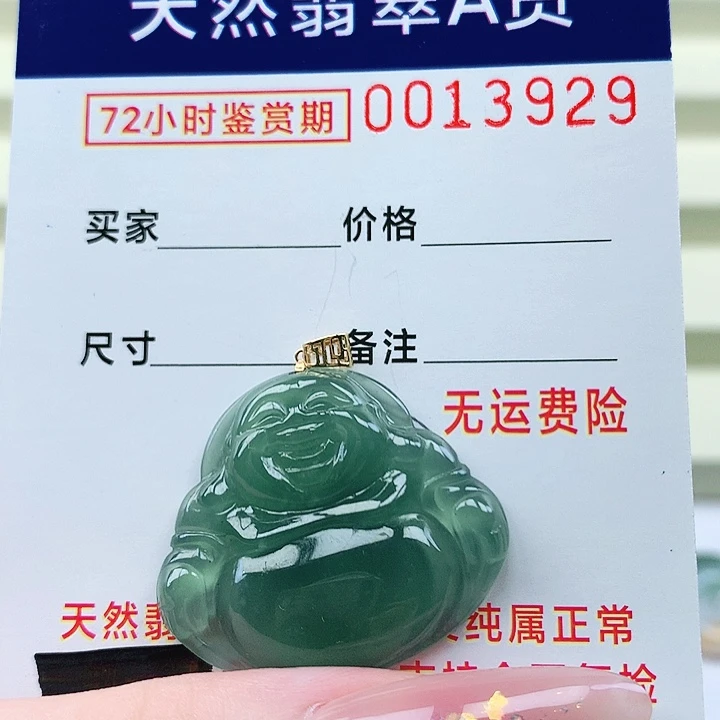 天然翡翠A货
72小时鉴赏期 0013929
买家 价格
尺寸 备注
无运费险
天然翡 纯属正常